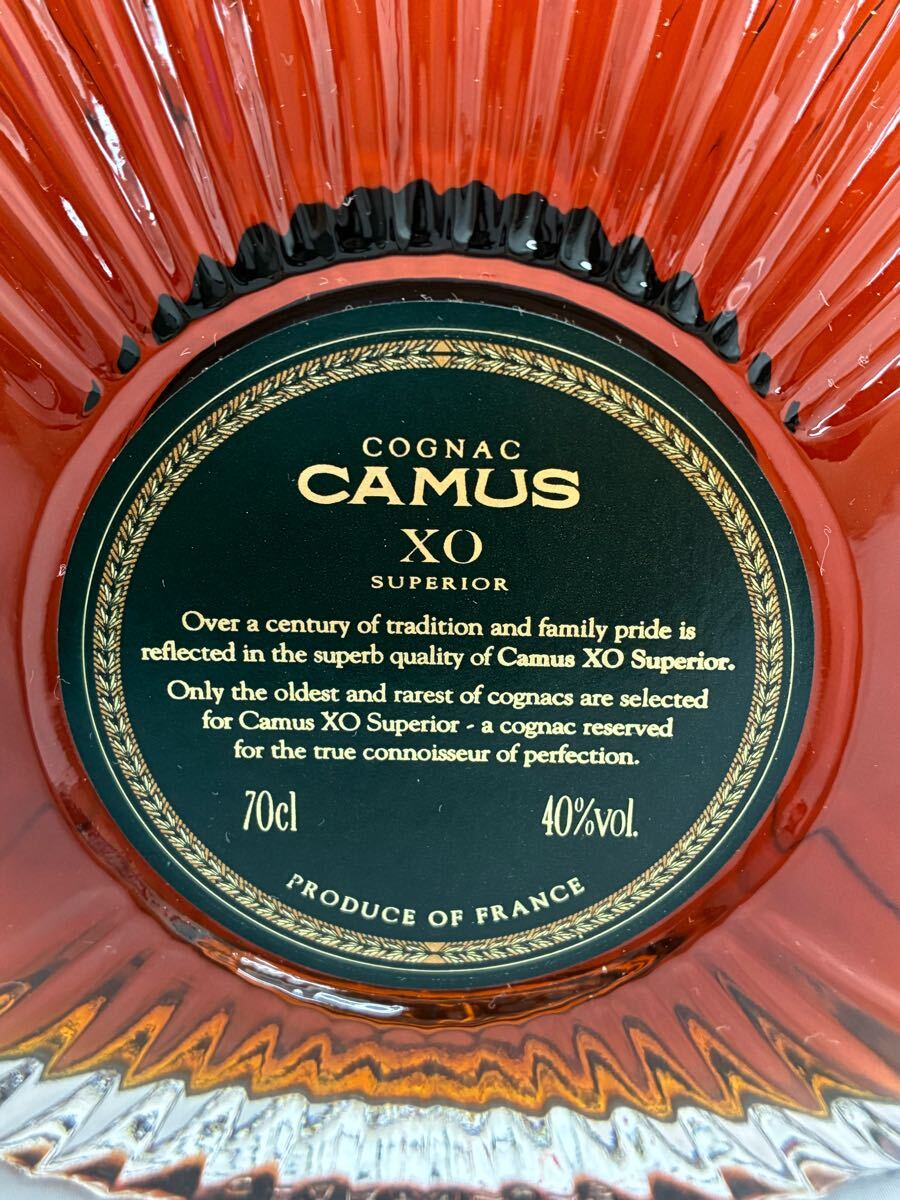 COGNAC
CAMUS
XO
SUPERIOR
Over a century of tradition and family pride is
reflected in the superb quality of Camus XO Superior.
Only the oldest and rarest of cognacs are selected
for Camus XO Superior - a cognac reserved
for the true connoisseur of perfection.
70cl 40%vol.
PRODUCE OF FRANCE